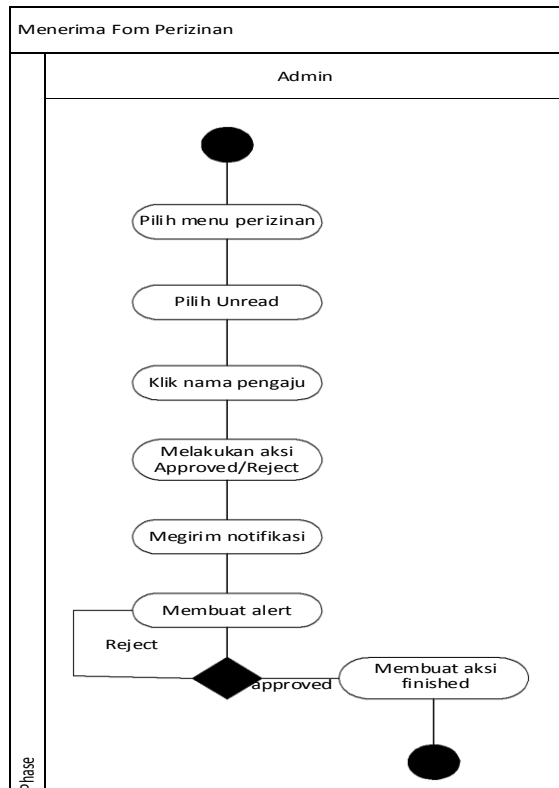 Menerima Fom Perizinan
Admin
Pilih menu perizinan
Pilih Unread
Klik nama pengaju
Melakukan aksi
Approved/Reject
Megirim notifikasi
Membuat alert
Reject
approved
Membuat aksi
finished
Phase